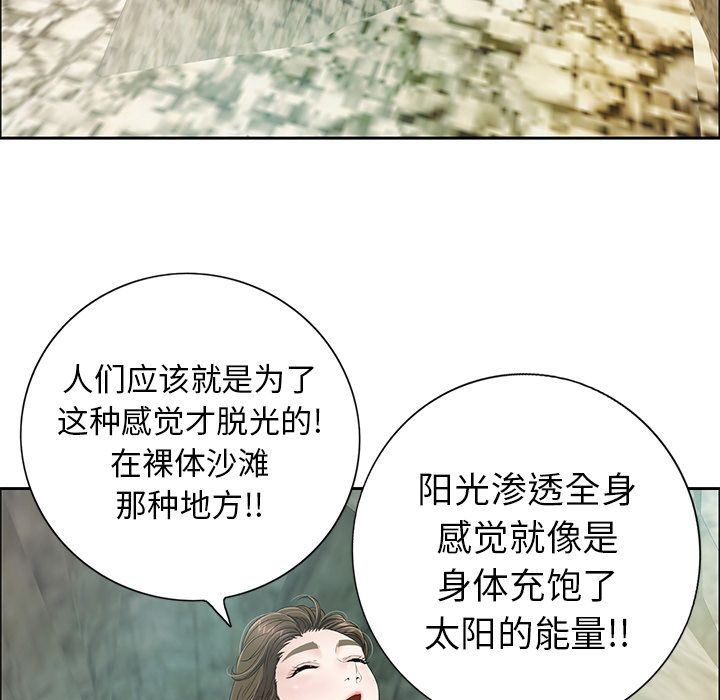 人们应该就是为了
这种感觉才脱光的!
在裸体沙滩
那种地方!!
阳光渗透全身
感觉就像是
身体充饱了
太阳的能量!!